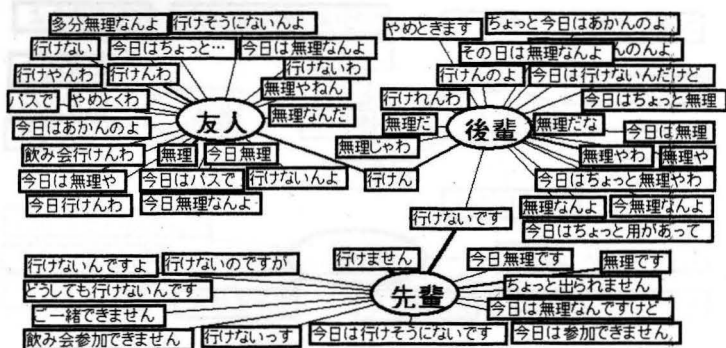 多分無理なんよ 行けそうにないんよ やめときます ちょっと今日はあかんのよ
行けない 今日はちょっと… 今日は無理なんよ その日は無理なんよ んのんよ
行けやんわ 行けんわ 行けないわ 行けんのよ 今日は行けないんだけど
パスで やめとくわ 無理やねん 行けれんわ 今日はちょっと無理
今日はあかんのよ 友人 無理なんだ 無理だ 後輩 無理だな 今日は無理
飲み会行けんわ 無理 今日無理 無理じゃわ 無理やわ 無理や
今日は無理や 今日はパスで 行けないんよ 行けん 今日はちょっと無理やわ
今日行けんわ 今日無理なんよ 無理なんよ 今無理なんよ
行けないです 今日はちょっと用があって
行けないんですよ 行けないのですが 行けません 今日無理です 無理です
どうしても行けないんです 先輩 ちょっと出られません
ご一緒できません 今日は無理なんですけど
飲み会参加できません 行けないっす 今日は行けそうにないです 今日は参加できません